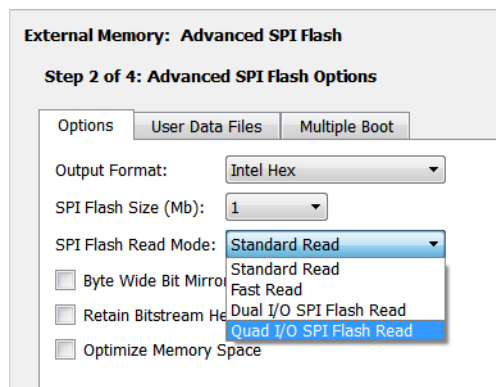 External Memory: Advanced SPI Flash
Step 2 of 4: Advanced SPI Flash Options
Options User Data Files Multiple Boot
Output Format: Intel Hex
SPI Flash Size (Mb): 1
SPI Flash Read Mode: Standard Read
Standard Read
Byte Wide Bit Mirro Fast Read
Dual I/O SPI Flash Read
Retain Bitstream He Quad I/O SPI Flash Read
Optimize Memory Space